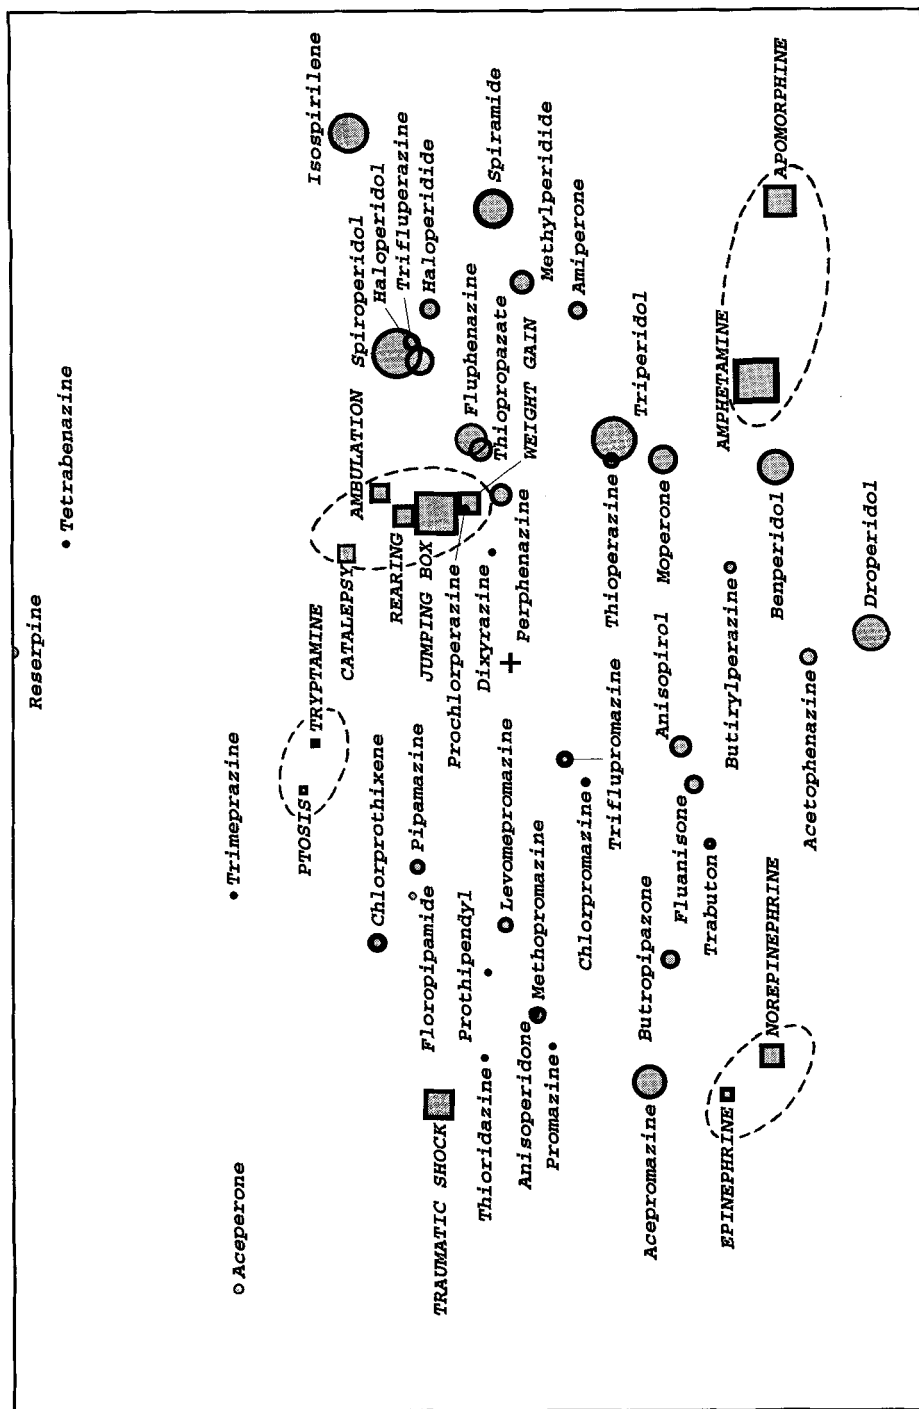 Reserpine
Tetrabenazine
Trimeprazine
Aceperone
PTOSIS
TRYPTAMINE
Isospirilene
Spiroperidol
Haloperidol
Trifluperazine
Haloperidide
CATALEPSY
AMBULATION
REARING
JUMPING BOX
Chlorprothixene
Pipamazine
Floropipamide
TRAUMATIC SHOCK
Prochlorperazine
Fluphenazine
Thiopropazate
WEIGHT GAIN
Spiramide
Prothipendyl
Thioridazine
Dixyrazine
Perphenazine
Levomepromazine
Methylperidide
Anisoperidone
Methopromazine
Promazine
Amiperone
Chlorpromazine
Triflupromazine
Thioperazine
Triperidol
Acepromazine
Butropipazone
Anisopirol
Moperone
Fluanisone
Trabuton
Butirylperazine
EPINEPHRINE
NOREPINEPHRINE
AMPHETAMINE
APOMORPHINE
Benperidol
Acetophenazine
Droperidol